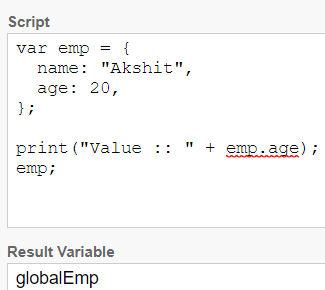 Script
var emp = {
  name: "Akshit",
  age: 20,
};
print("Value :: " + emp.age);
emp;
Result Variable
globalEmp